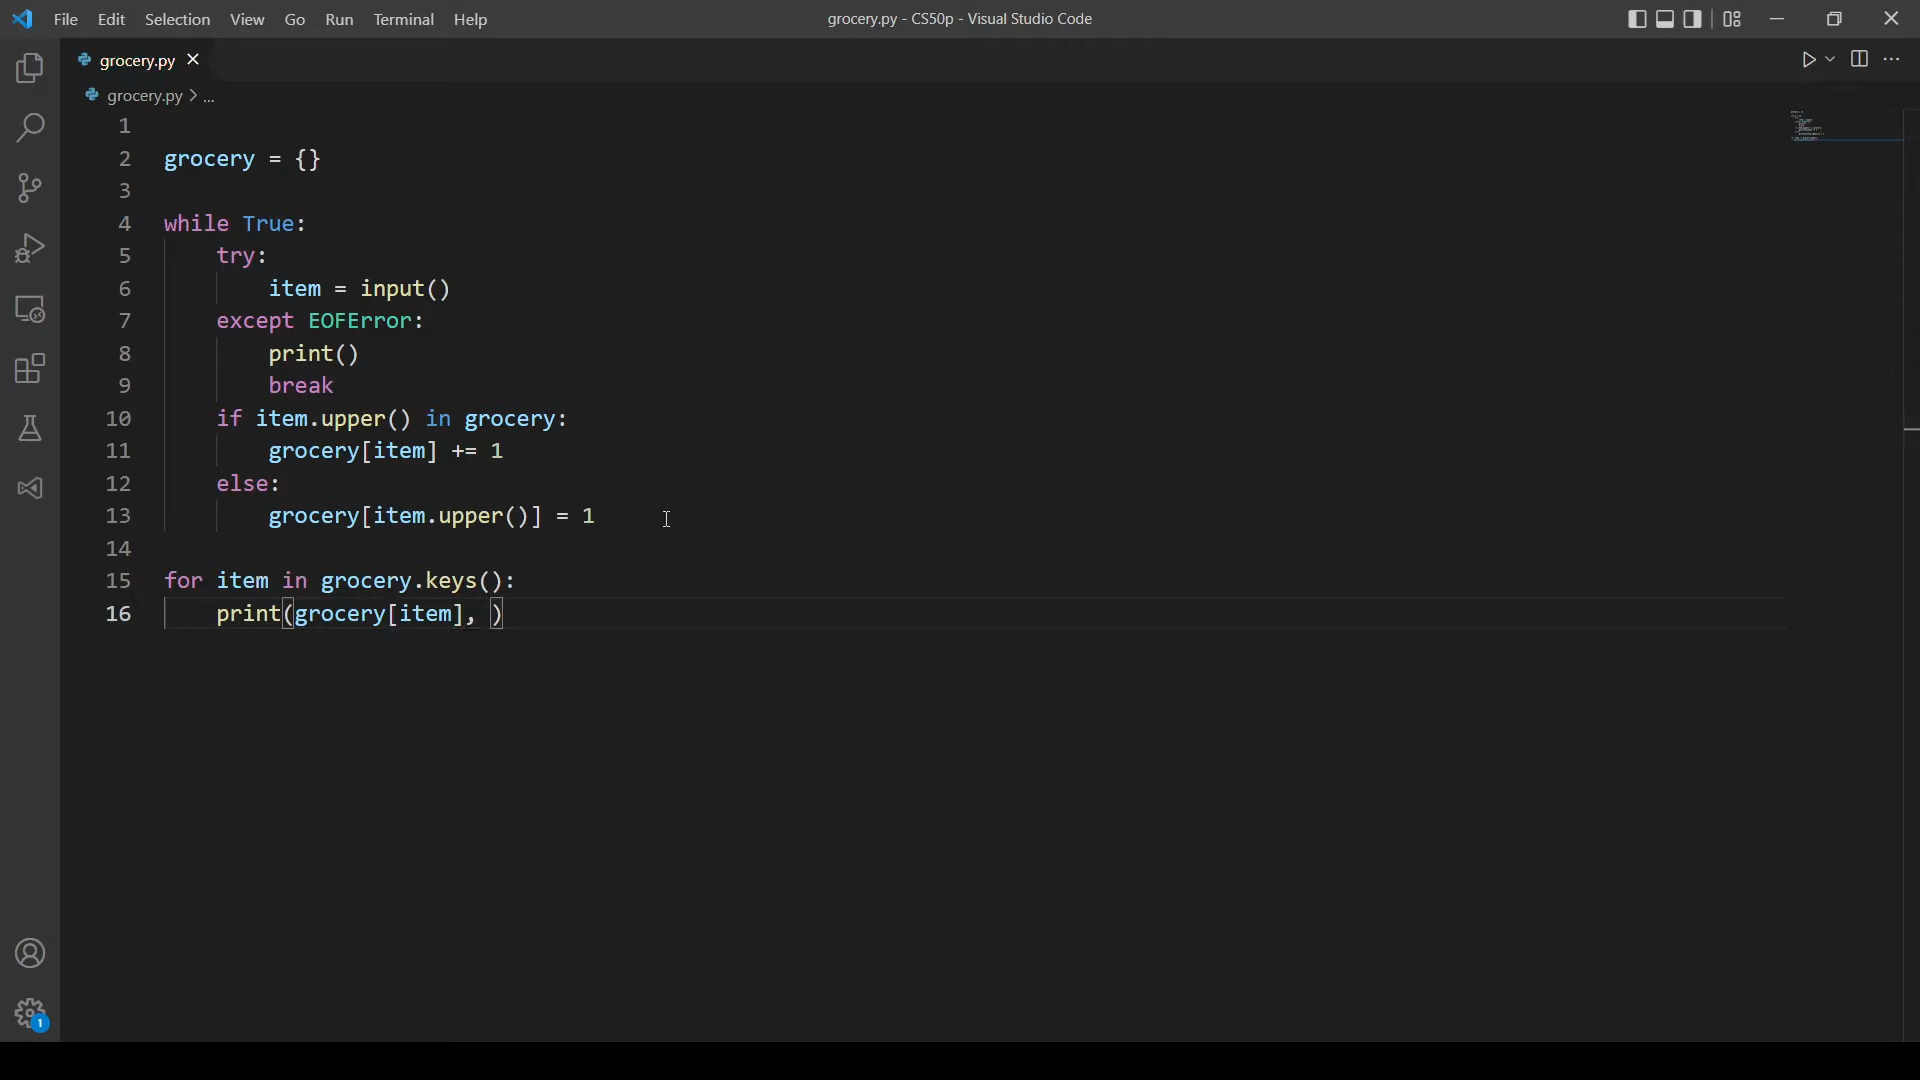 File Edit Selection View Go Run Terminal Help
grocery.py - CS50p - Visual Studio Code
grocery.py
grocery.py > ...
1
2 grocery = {}
3
4 while True:
5     try:
6         item = input()
7     except EOFError:
8         print()
9         break
10     if item.upper() in grocery:
11         grocery[item] += 1
12     else:
13         grocery[item.upper()] = 1
14
15 for item in grocery.keys():
16     print(grocery[item], )
1